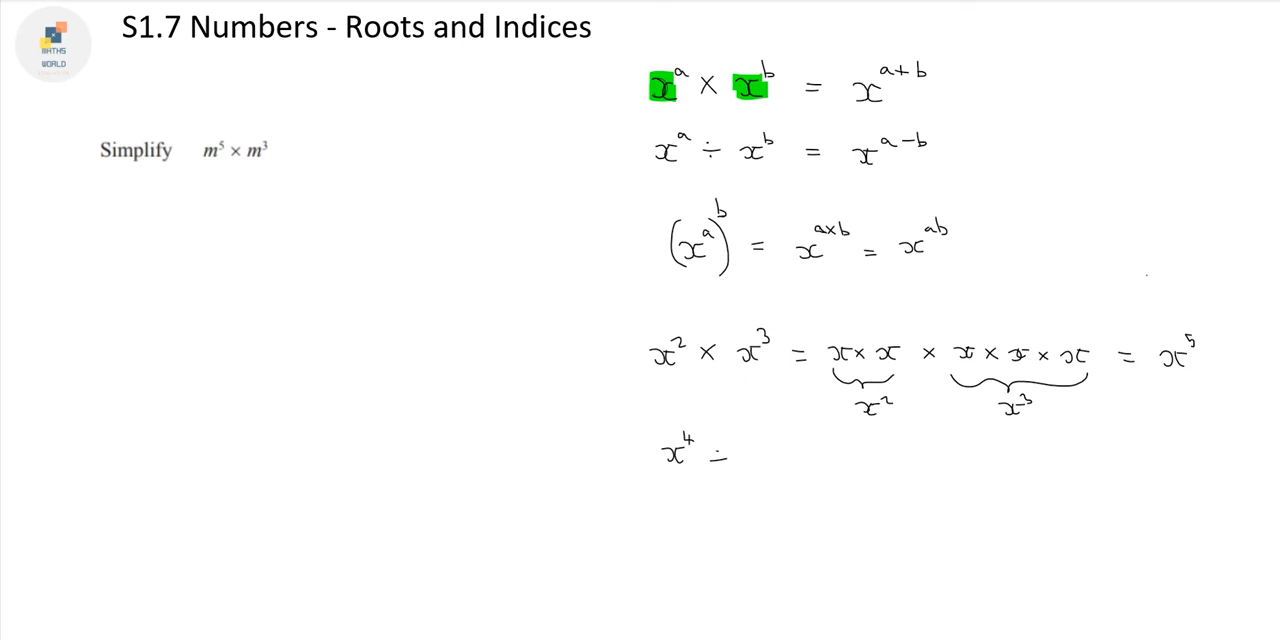 S1.7 Numbers - Roots and Indices
MATHS
WORLD
Simplify m⁵ × m³
xᵃ × xᵇ = xᵃ⁺ᵇ
xᵃ ÷ xᵇ = xᵃ⁻ᵇ
(xᵃ)ᵇ = xᵃˣᵇ = xᵃᵇ
x² × x³ = x × x × x × x × x = x⁵
x² x³
x⁴ ÷